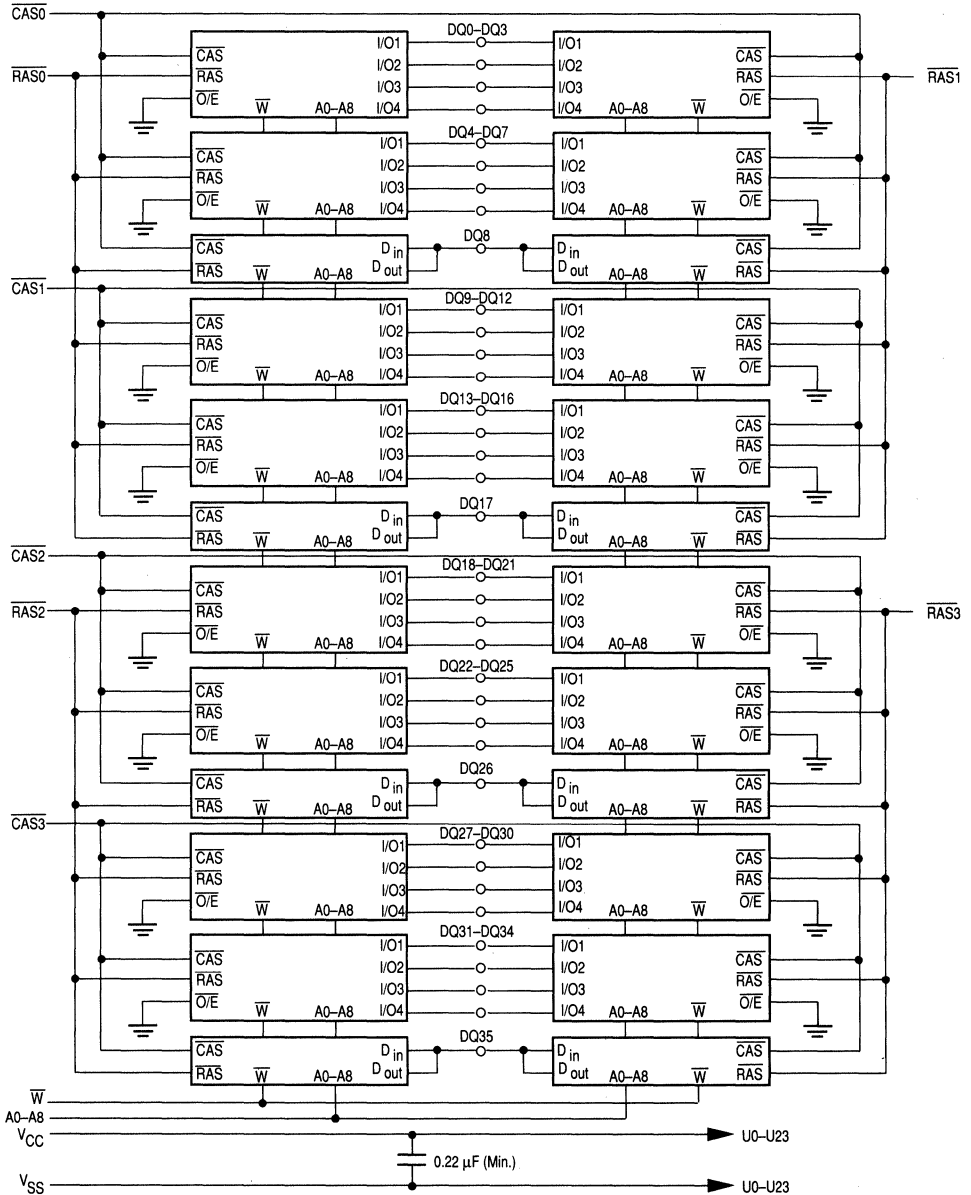 CAS0
DQ0–DQ3
I/O1 I/O1
CAS I/O2 I/O2 CAS
RAS0 RAS I/O3 I/O3 RAS RAS1
O/E W A0–A8 I/O4 I/O4 A0–A8 W O/E
DQ4–DQ7
I/O1 I/O1
CAS I/O2 I/O2 CAS
RAS I/O3 I/O3 RAS
O/E W A0–A8 I/O4 I/O4 A0–A8 W O/E
CAS D in DQ8 D in CAS
RAS W A0–A8 D out D out A0–A8 W RAS
CAS1
DQ9–DQ12
I/O1 I/O1
CAS I/O2 I/O2 CAS
RAS I/O3 I/O3 RAS
O/E W A0–A8 I/O4 I/O4 A0–A8 W O/E
DQ13–DQ16
I/O1 I/O1
CAS I/O2 I/O2 CAS
RAS I/O3 I/O3 RAS
O/E W A0–A8 I/O4 I/O4 A0–A8 W O/E
CAS D in DQ17 D in CAS
RAS W A0–A8 D out D out A0–A8 W RAS
CAS2
DQ18–DQ21
I/O1 I/O1
CAS I/O2 I/O2 CAS
RAS2 RAS I/O3 I/O3 RAS RAS3
O/E W A0–A8 I/O4 I/O4 A0–A8 W O/E
DQ22–DQ25
I/O1 I/O1
CAS I/O2 I/O2 CAS
RAS I/O3 I/O3 RAS
O/E W A0–A8 I/O4 I/O4 A0–A8 W O/E
CAS D in DQ26 D in CAS
RAS W A0–A8 D out D out A0–A8 W RAS
CAS3
DQ27–DQ30
I/O1 I/O1
CAS I/O2 I/O2 CAS
RAS I/O3 I/O3 RAS
O/E W A0–A8 I/O4 I/O4 A0–A8 W O/E
DQ31–DQ34
I/O1 I/O1
CAS I/O2 I/O2 CAS
RAS I/O3 I/O3 RAS
O/E W A0–A8 I/O4 I/O4 A0–A8 W O/E
CAS D in DQ35 D in CAS
RAS W A0–A8 D out D out A0–A8 W RAS
W
A0–A8
VCC U0–U23
0.22 µF (Min.)
VSS U0–U23